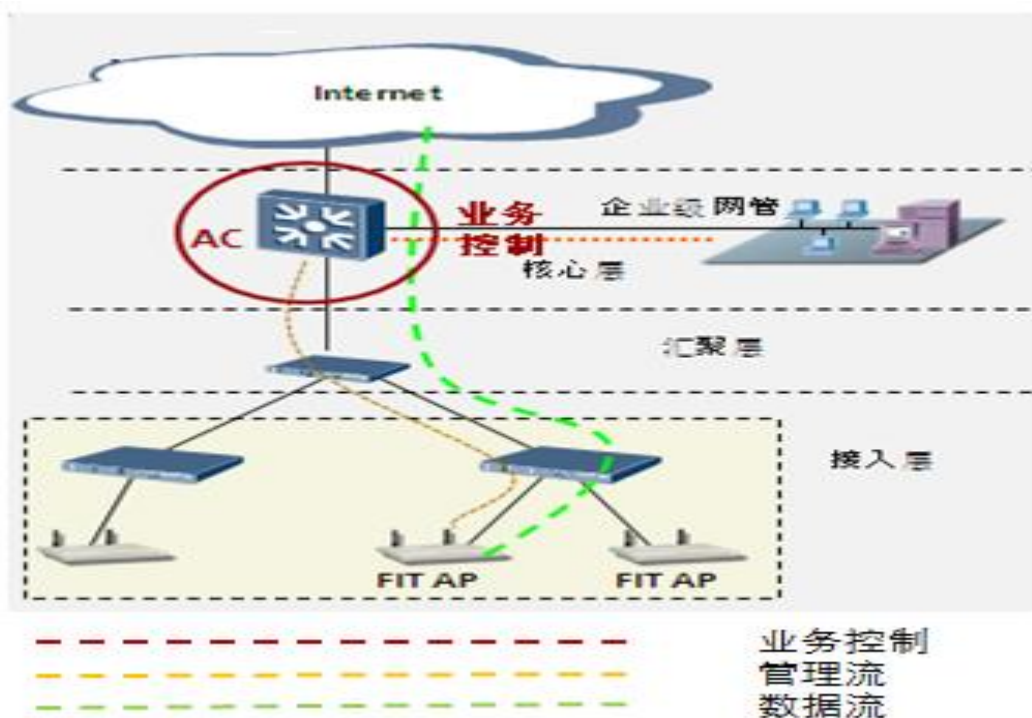 Internet
AC
业务
控制
企业级网管
核心层
汇聚层
接入层
FIT AP
FIT AP
业务控制
管理流
数据流